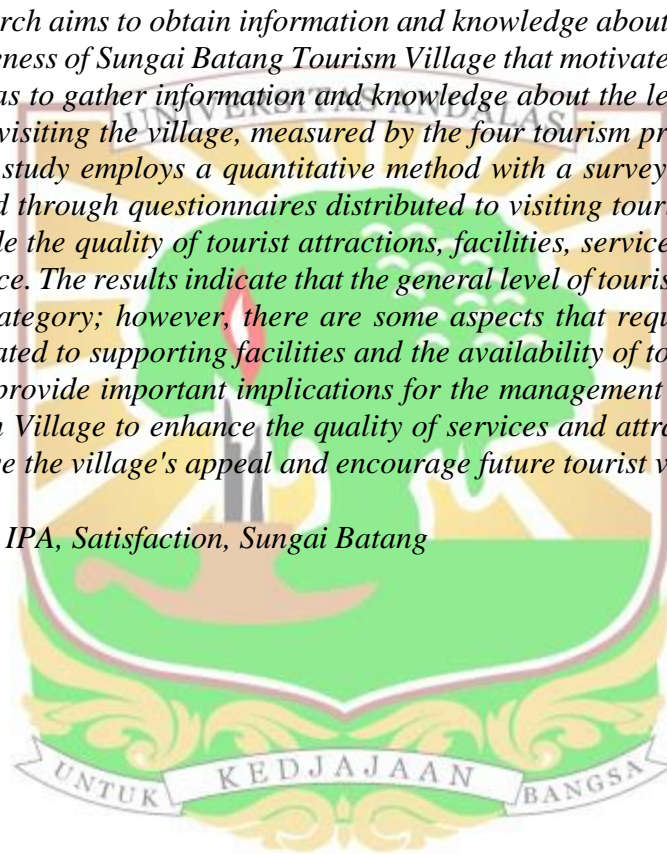 rch aims to obtain information and knowledge about
eness of Sungai Batang Tourism Village that motivate
as to gather information and knowledge about the le
UNIVERSITAS ANDALAS
visiting the village, measured by the four tourism pr
study employs a quantitative method with a survey
d through questionnaires distributed to visiting tour
le the quality of tourist attractions, facilities, service
ce. The results indicate that the general level of touris
ategory; however, there are some aspects that requ
ated to supporting facilities and the availability of to
provide important implications for the management
n Village to enhance the quality of services and attra
e the village's appeal and encourage future tourist v
IPA, Satisfaction, Sungai Batang
UNTUK KEDJAJAAN BANGSA